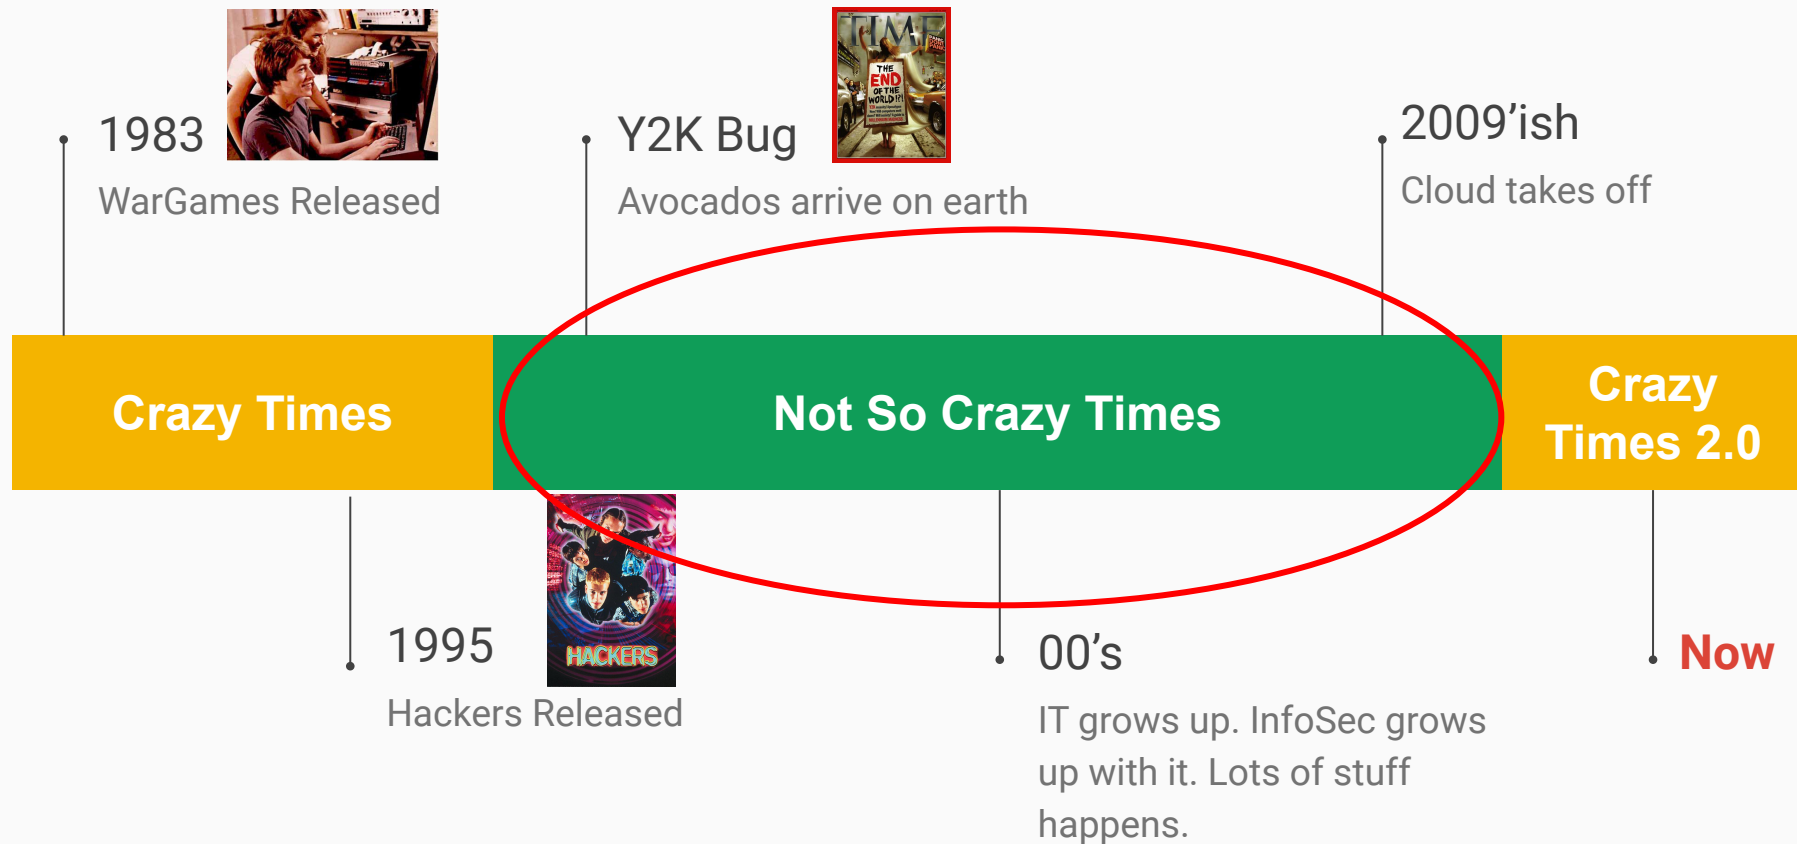 1983
WarGames Released
TIME
THE
END
OF THE
WORLD!?!
Y2K Bug
Avocados arrive on earth
2009’ish
Cloud takes off
Crazy Times
Not So Crazy Times
Crazy
Times 2.0
1995
Hackers Released
HACKERS
00’s
IT grows up. InfoSec grows
up with it. Lots of stuff
happens.
Now